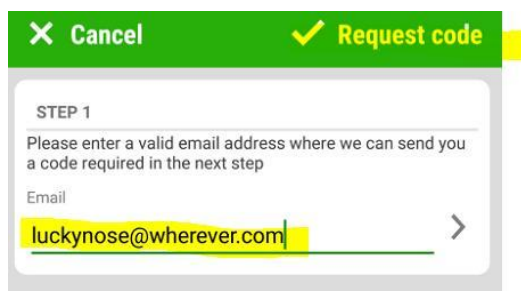 Cancel Request code
STEP 1
Please enter a valid email address where we can send you
a code required in the next step
Email
luckynose@wherever.com